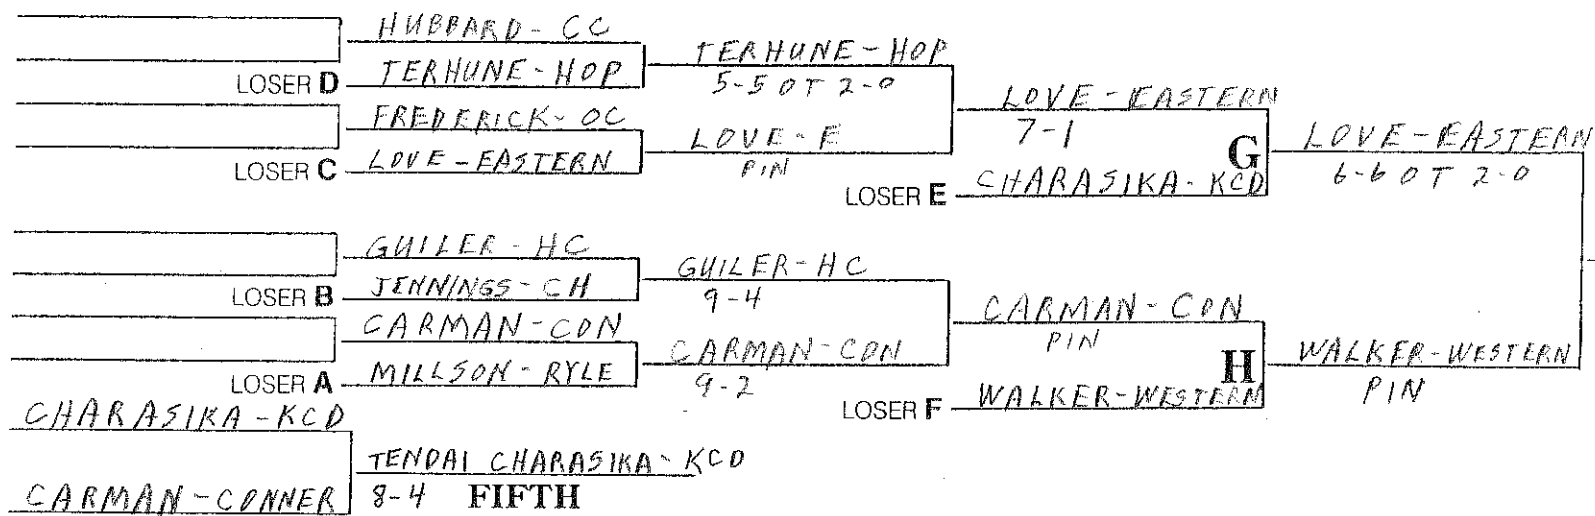 HUBBARD - CC
LOSER D TERHUNE - HOP
TERHUNE - HOP
5-5 OT 2-0
FREDERICK - OC
LOSER C LOVE - EASTERN
LOVE - E
PIN
LOVE - EASTERN
7-1
G
LOSER E CHARASIKA - KCD
LOVE - EASTERN
6-6 OT 2-0
GUILER - HC
LOSER B JENNINGS - CH
GUILER - HC
9-4
CARMAN - CON
LOSER A MILLSON - RYLE
CARMAN - CON
9-2
CARMAN - CON
PIN
H
LOSER F WALKER - WESTERN
WALKER - WESTERN
PIN
CHARASIKA - KCD
CARMAN - CONNER
TENDAI CHARASIKA - KCD
8-4 FIFTH